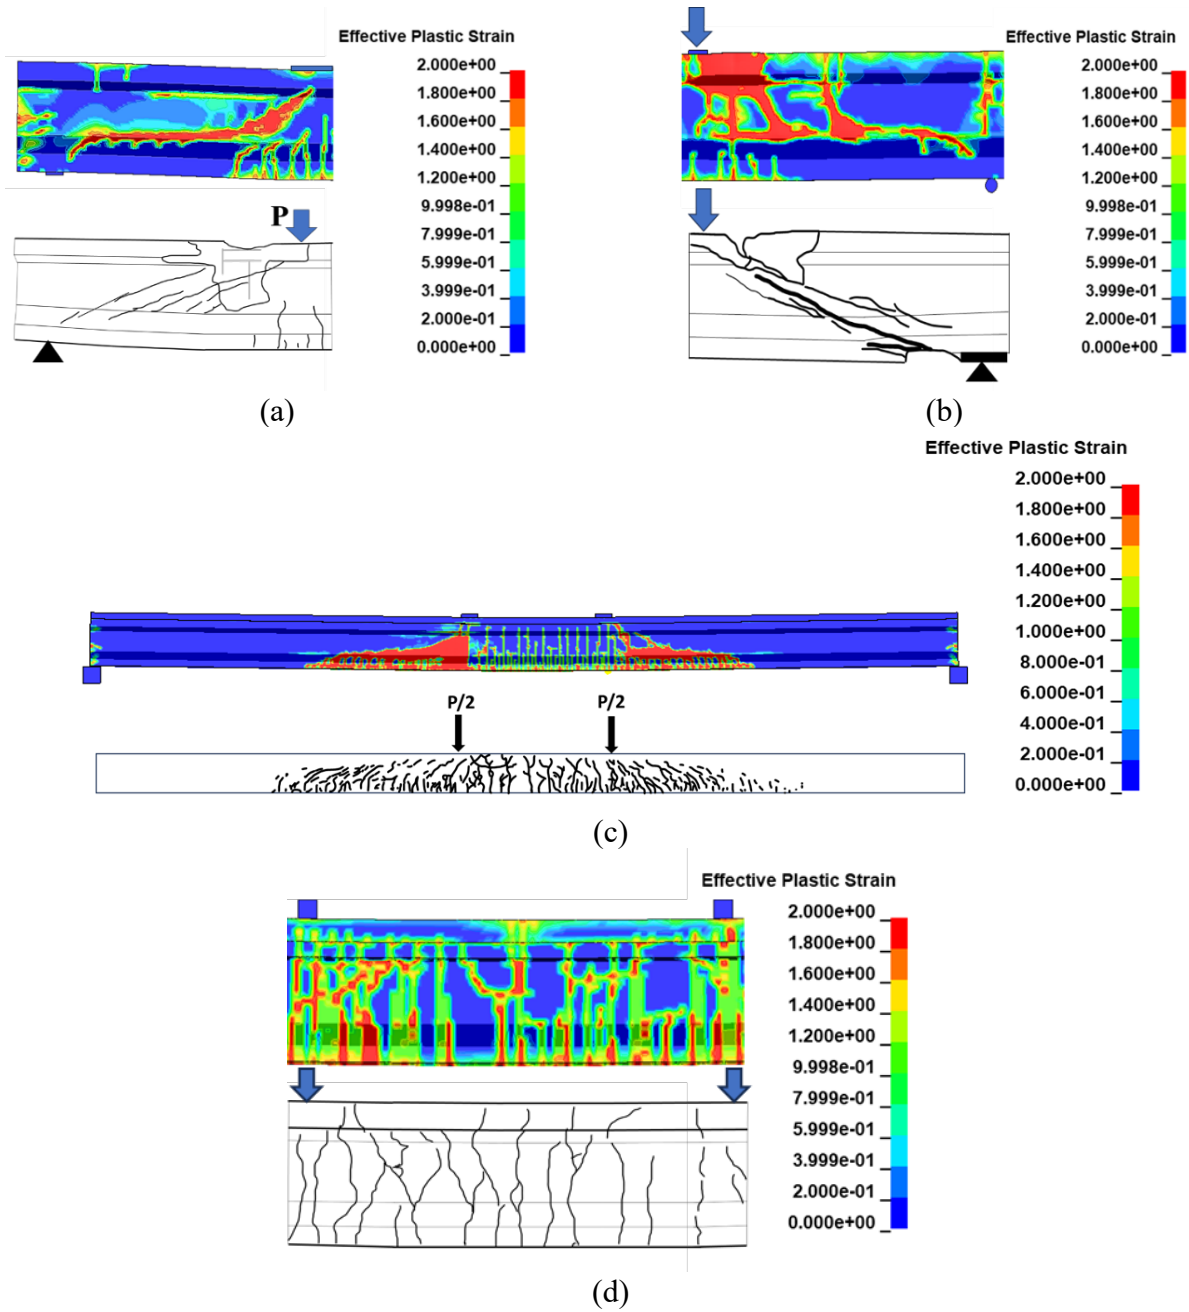 Effective Plastic Strain
2.000e+00
1.800e+00
1.600e+00
1.400e+00
1.200e+00
9.998e-01
7.999e-01
5.999e-01
3.999e-01
2.000e-01
0.000e+00
P
(a)
Effective Plastic Strain
2.000e+00
1.800e+00
1.600e+00
1.400e+00
1.200e+00
9.998e-01
7.999e-01
5.999e-01
3.999e-01
2.000e-01
0.000e+00
(b)
Effective Plastic Strain
2.000e+00
1.800e+00
1.600e+00
1.400e+00
1.200e+00
1.000e+00
8.000e-01
6.000e-01
4.000e-01
2.000e-01
0.000e+00
P/2 P/2
(c)
Effective Plastic Strain
2.000e+00
1.800e+00
1.600e+00
1.400e+00
1.200e+00
9.998e-01
7.999e-01
5.999e-01
3.999e-01
2.000e-01
0.000e+00
(d)